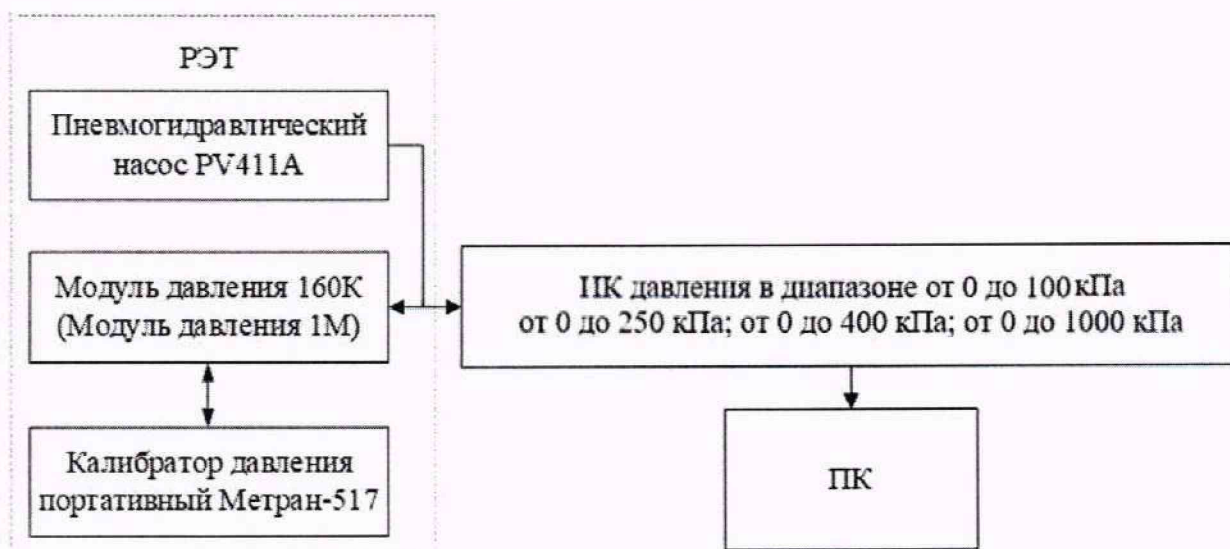 РЭТ
Пневмогидравлический
насос PV411A
Модуль давления 160К
(Модуль давления 1М)
Калибратор давления
портативный Метран-517
ИК давления в диапазоне от 0 до 100 кПа
от 0 до 250 кПа; от 0 до 400 кПа; от 0 до 1000 кПа
ПК